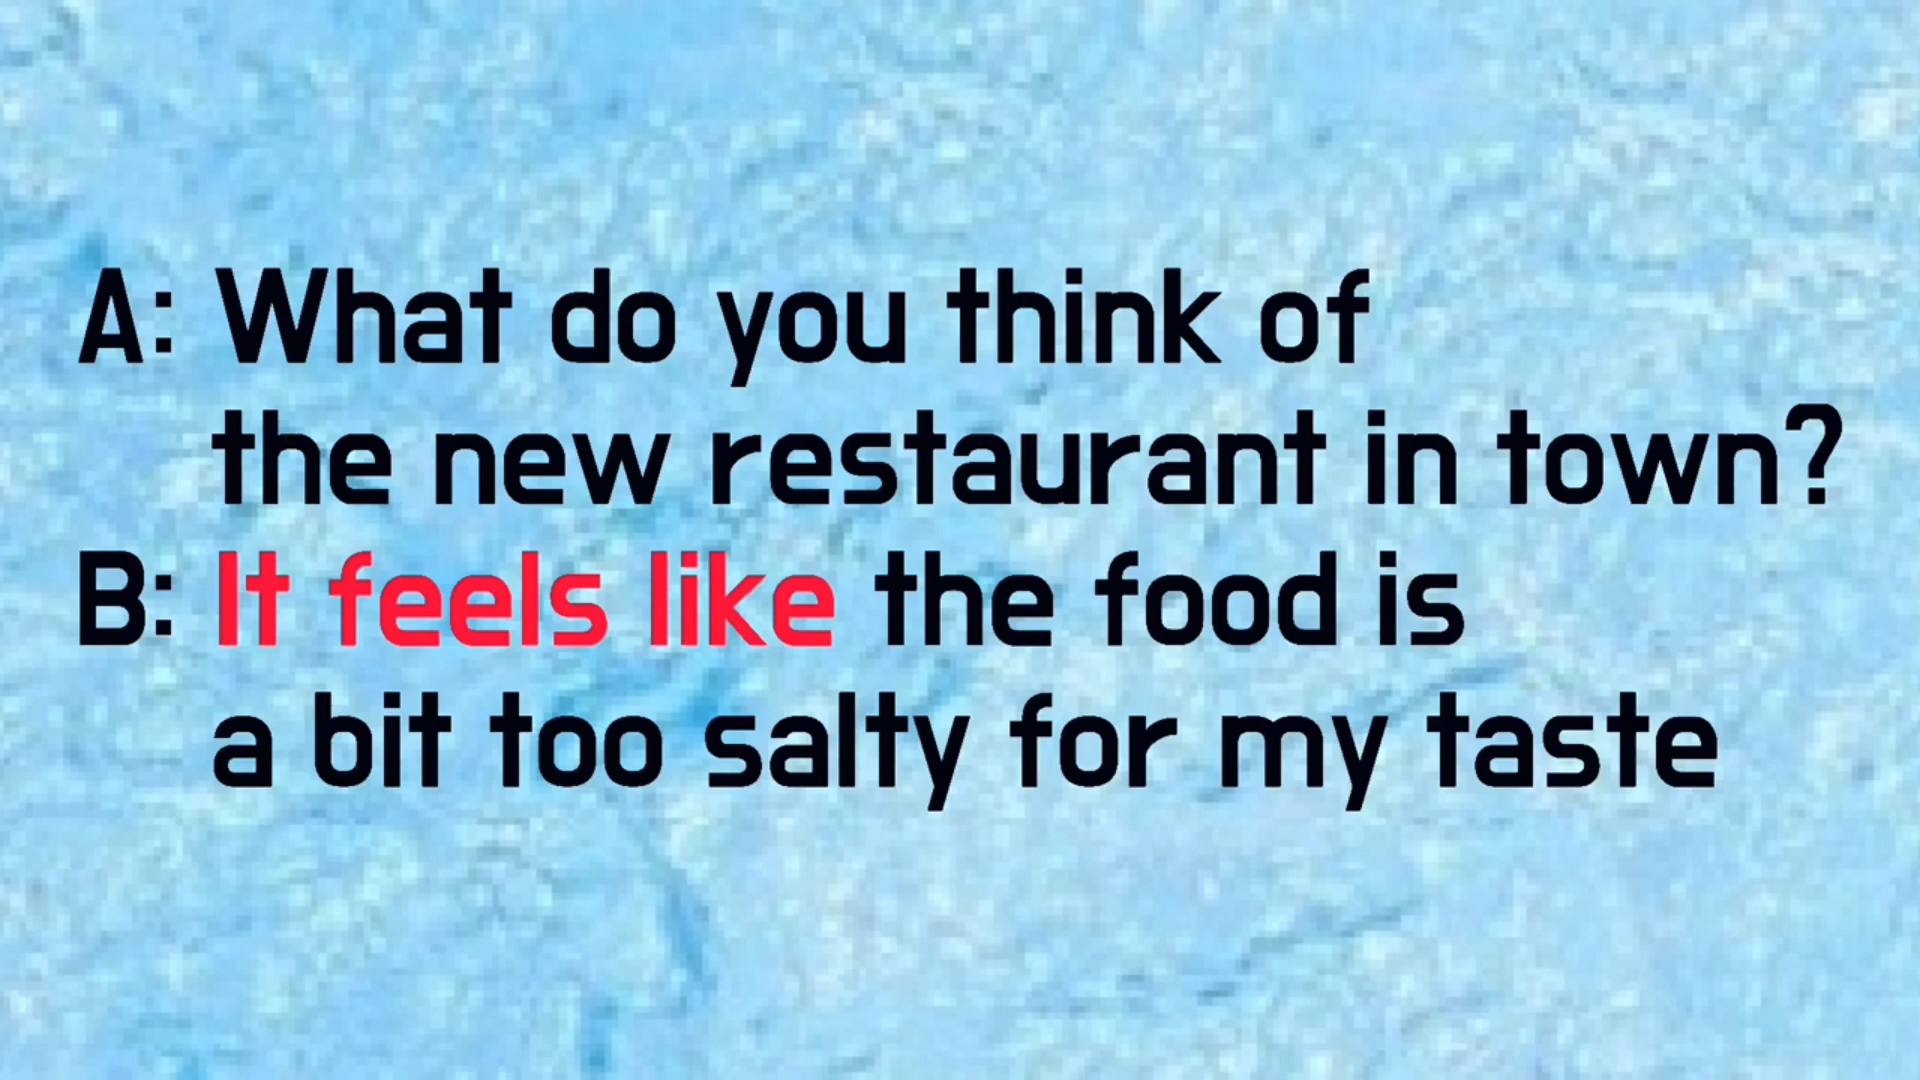 A: What do you think of
the new restaurant in town?
B: It feels like the food is
a bit too salty for my taste